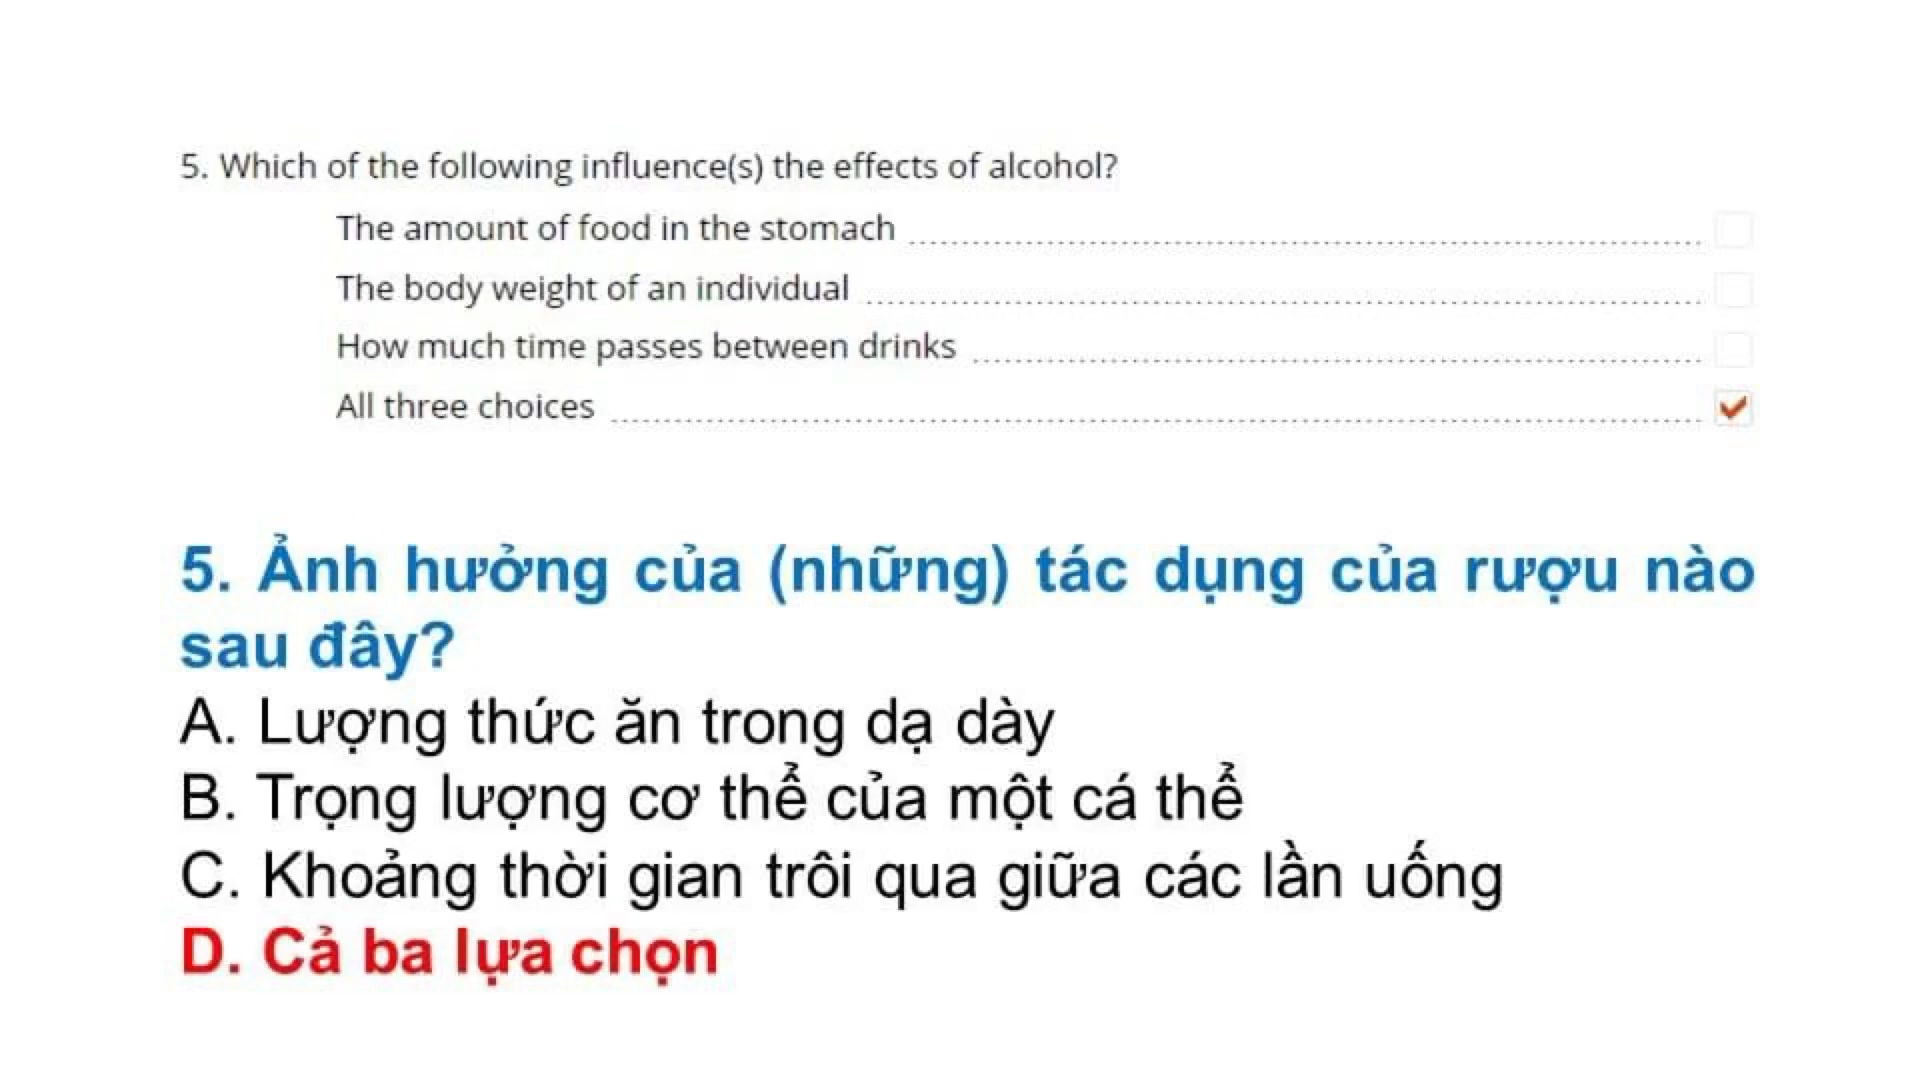 5. Which of the following influence(s) the effects of alcohol?
The amount of food in the stomach
The body weight of an individual
How much time passes between drinks
All three choices
5. Ảnh hưởng của (những) tác dụng của rượu nào
sau đây?
A. Lượng thức ăn trong dạ dày
B. Trọng lượng cơ thể của một cá thể
C. Khoảng thời gian trôi qua giữa các lần uống
D. Cả ba lựa chọn